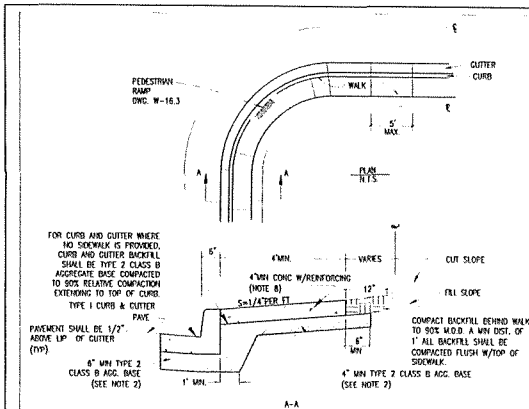 GUTTER
CURB
PEDESTRIAN
RAMP
DWG. W-16.3
WALK
5'
MAX.
A
A
PLAN
N.T.S.
FOR CURB AND GUTTER WHERE
NO SIDEWALK IS PROVIDED,
CURB AND GUTTER BACKFILL
SHALL BE TYPE 2 CLASS B
AGGREGATE BASE COMPACTED
TO 90% RELATIVE COMPACTION
EXTENDING TO TOP OF CURB.
TYPE I CURB & GUTTER
PAVE
PAVEMENT SHALL BE 1/2"
ABOVE LIP OF GUTTER
(TYP.)
6" MIN TYPE 2
CLASS B AGG. BASE
(SEE NOTE 2)
6"
4'MIN.
VARIES
4"MIN CONC W/REINFORCING
(NOTE 8)
S=1/4"PER FT.
12"
CUT SLOPE
FILL SLOPE
6"
MIN
COMPACT BACKFILL BEHIND WALK
TO 90% M.D.D. A MIN DIST. OF
1' ALL BACKFILL SHALL BE
COMPACTED FLUSH W/TOP OF
SIDEWALK.
1' MIN.
4" MIN TYPE 2 CLASS B AGG. BASE
(SEE NOTE 2)
A-A